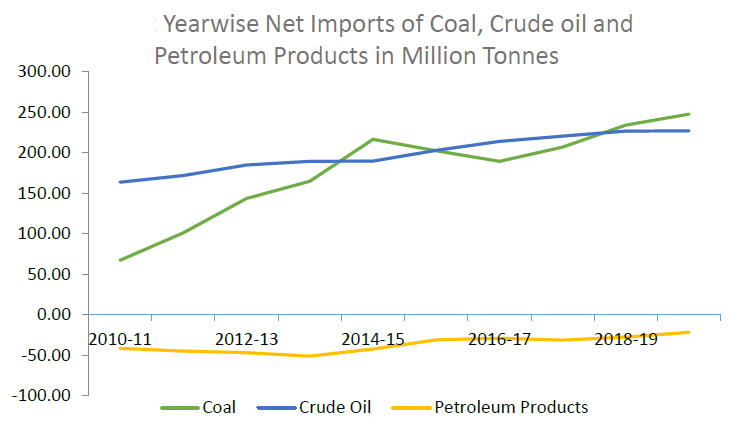 : Yearwise Net Imports of Coal, Crude oil and
Petroleum Products in Million Tonnes
300.00
250.00
200.00
150.00
100.00
50.00
0.00
-50.00
-100.00
2010-11 2012-13 2014-15 2016-17 2018-19
Coal Crude Oil Petroleum Products